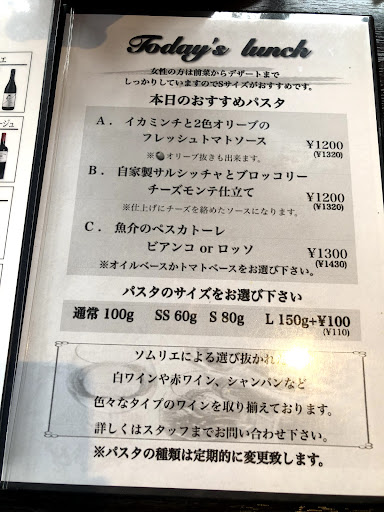 Today's lunch
女性の方は前菜からデザートまで
しっかりしていますのでSサイズがおすすめです。
本日のおすすめパスタ
A．イカミンチと2色オリーブの
フレッシュトマトソース ¥1200
(¥1320)
※オリーブ抜きも出来ます。
B．自家製サルシッチャとブロッコリー
チーズモンテ仕立て ¥1200
(¥1320)
※仕上げにチーズを絡めたソースになります。
C．魚介のペスカトーレ
ビアンコ or ロッソ ¥1300
(¥1430)
※オイルベースかトマトベースをお選び下さい。
パスタのサイズをお選び下さい
通常 100g SS 60g S 80g L 150g+¥100
(¥110)
ソムリエによる選び抜かれ
白ワインや赤ワイン、シャンパンなど
色々なタイプのワインを取り揃えております。
詳しくはスタッフまでお問い合わせ下さい。
※パスタの種類は定期的に変更致します。